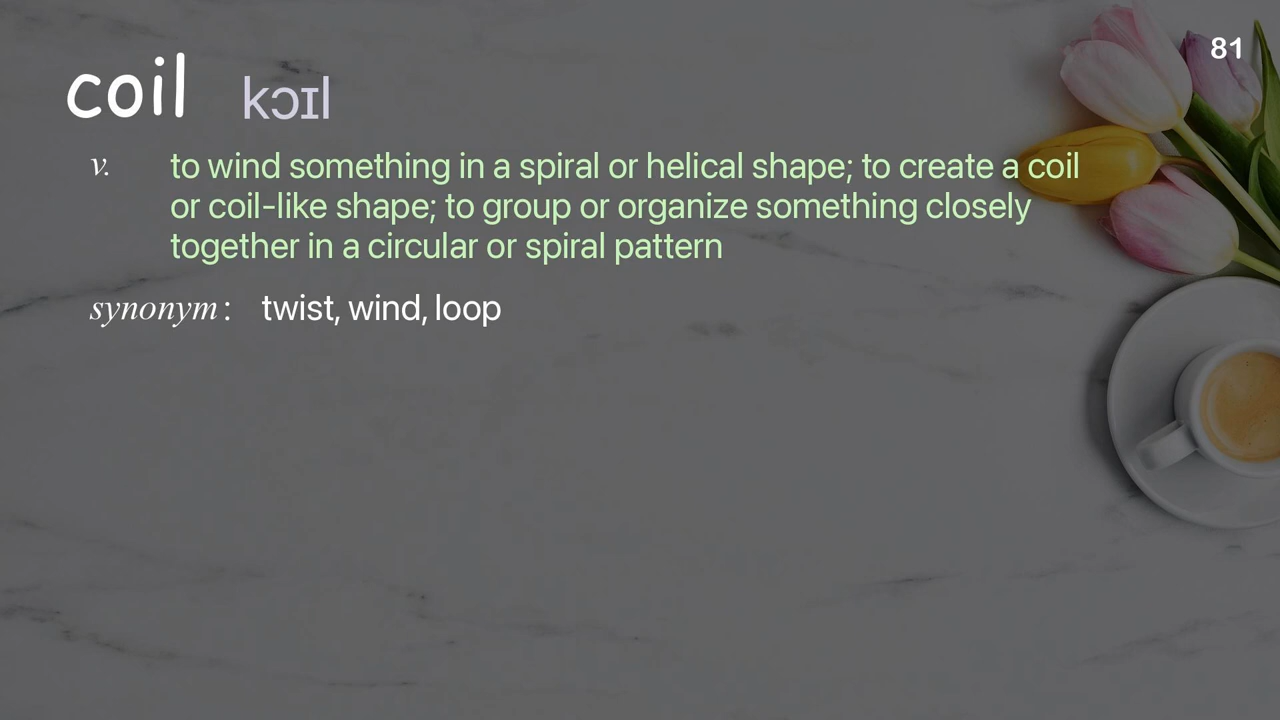 81
coil kɔɪl
v. to wind something in a spiral or helical shape; to create a coil
or coil-like shape; to group or organize something closely
together in a circular or spiral pattern
synonym: twist, wind, loop